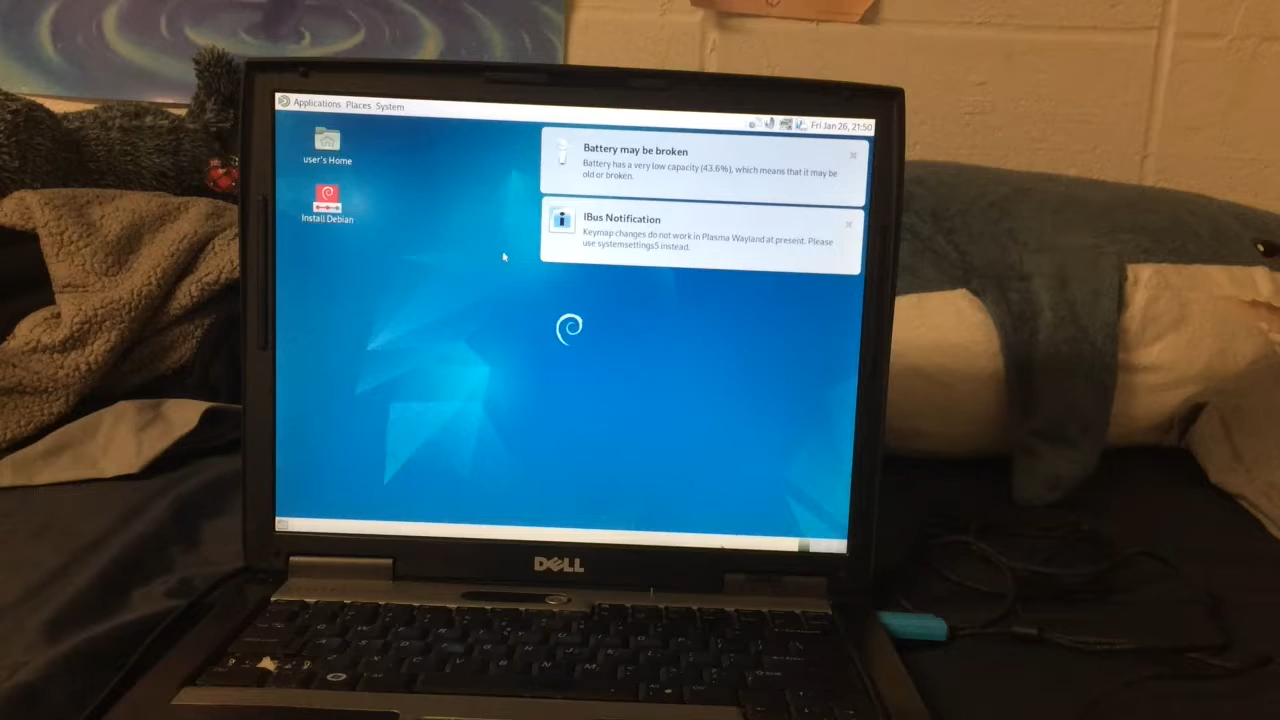 Applications Places System
Fri Jan 26, 21:50
user's Home
Install Debian
Battery may be broken
Battery has a very low capacity (43.6%), which means that it may be
old or broken.
IBus Notification
Keymap changes do not work in Plasma Wayland at present. Please
use systemsettings5 instead.
DELL